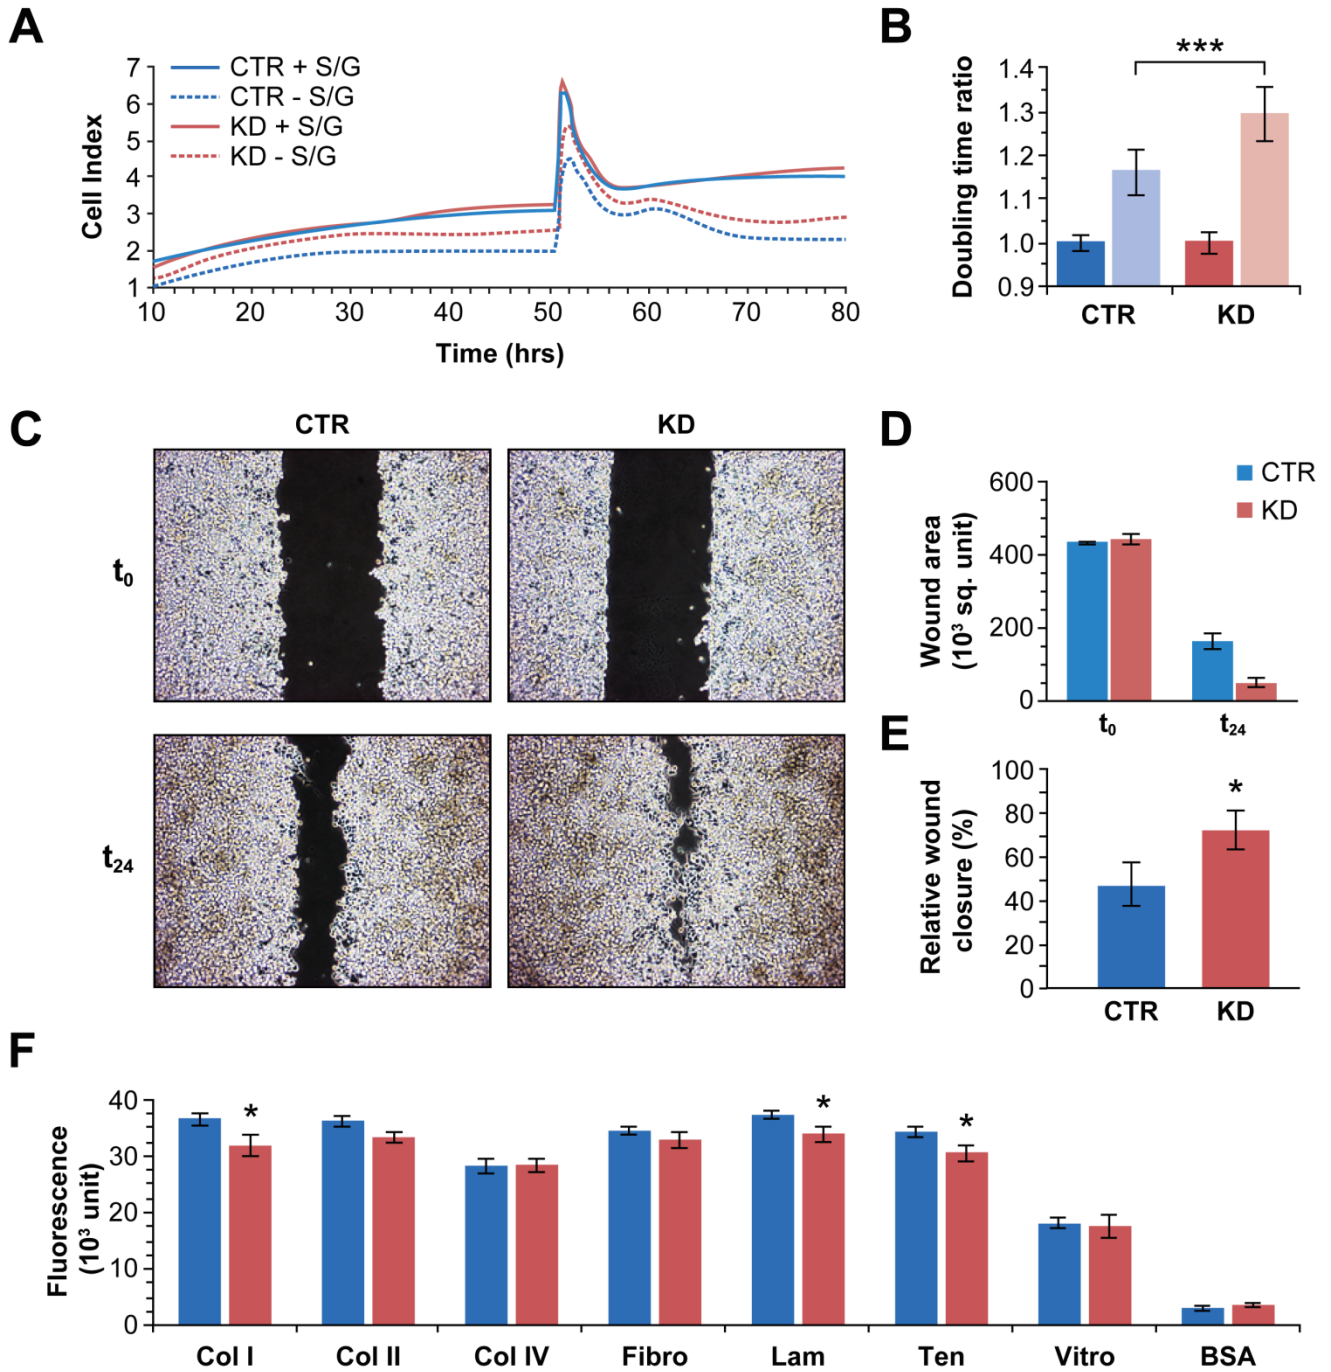 A
Cell Index
7
6
5
4
3
2
1
CTR + S/G
CTR - S/G
KD + S/G
KD - S/G
10 20 30 40 50 60 70 80
Time (hrs)
B
Doubling time ratio
1.4
1.3
1.2
1.1
1.0
0.9
***
CTR KD
C
CTR KD
t₀
t₂₄
D
Wound area
(10³ sq. unit)
600
400
200
0
CTR
KD
t₀ t₂₄
E
Relative wound
closure (%)
100
80
60
40
20
0
*
CTR KD
F
Fluorescence
(10³ unit)
40
30
20
10
0
* * *
Col I Col II Col IV Fibro Lam Ten Vitro BSA